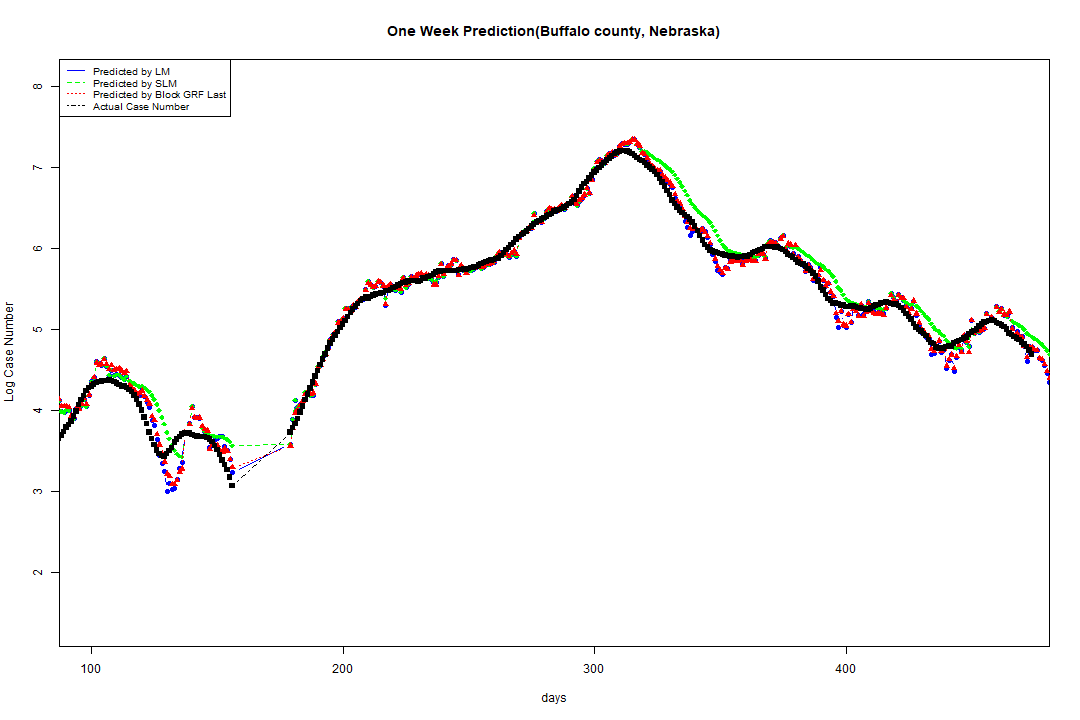 One Week Prediction(Buffalo county, Nebraska)
Predicted by LM
Predicted by SLM
Predicted by Block GRF Last
Actual Case Number
Log Case Number
8
7
6
5
4
3
2
100 200 300 400
days